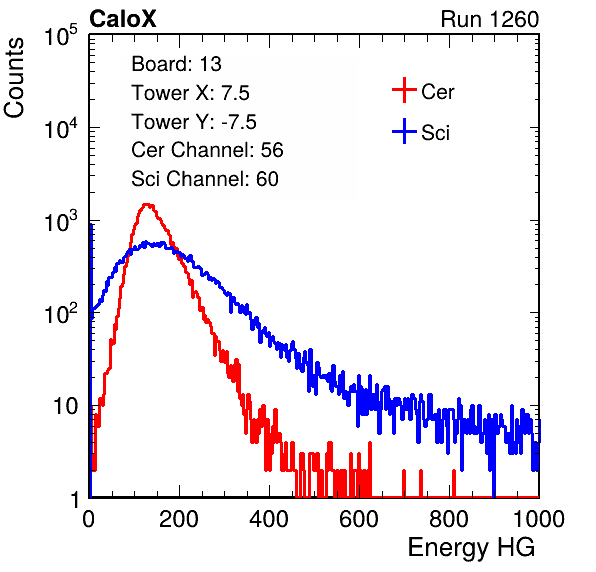 CaloX Run 1260
Board: 13
Tower X: 7.5
Tower Y: -7.5
Cer Channel: 56
Sci Channel: 60
Cer
Sci
Counts
10^5
10^4
10^3
10^2
10
1
0 200 400 600 800 1000
Energy HG